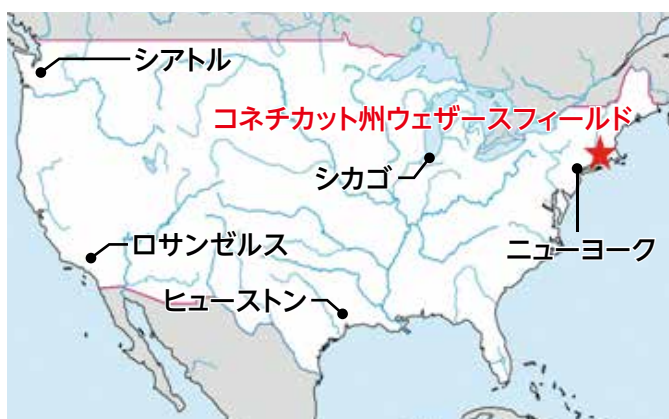 シアトル
コネチカット州ウェザースフィールド
シカゴ
ニューヨーク
ロサンゼルス
ヒューストン